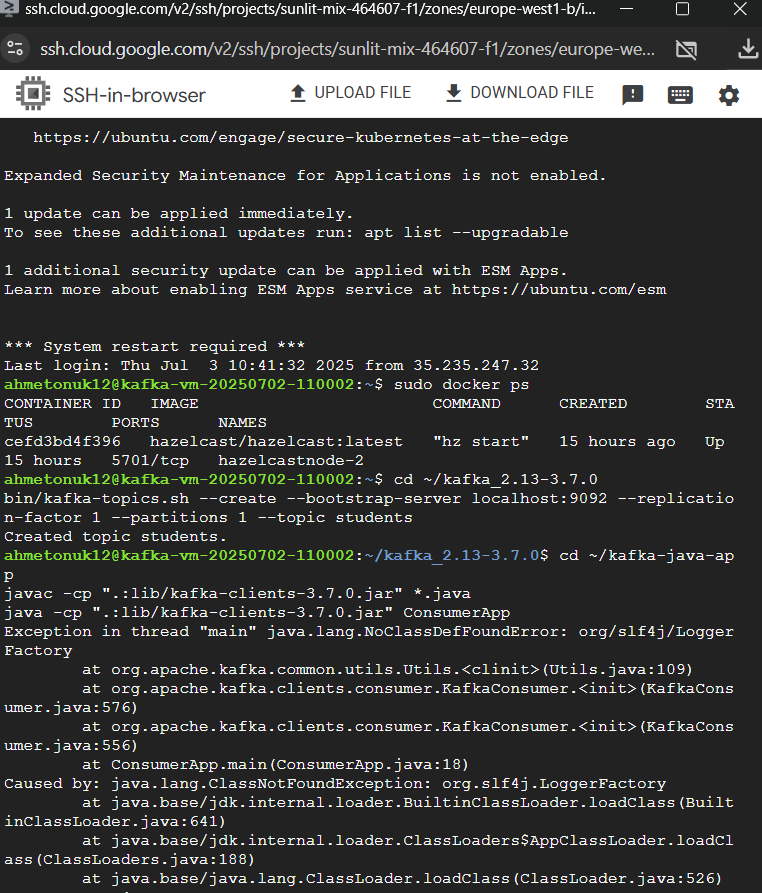 ssh.cloud.google.com/v2/ssh/projects/sunlit-mix-464607-f1/zones/europe-west1-b/i...
ssh.cloud.google.com/v2/ssh/projects/sunlit-mix-464607-f1/zones/europe-we...
SSH-in-browser
UPLOAD FILE
DOWNLOAD FILE
https://ubuntu.com/engage/secure-kubernetes-at-the-edge
Expanded Security Maintenance for Applications is not enabled.
1 update can be applied immediately.
To see these additional updates run: apt list --upgradable
1 additional security update can be applied with ESM Apps.
Learn more about enabling ESM Apps service at https://ubuntu.com/esm
*** System restart required ***
Last login: Thu Jul  3 10:41:32 2025 from 35.235.247.32
ahmetonuk12@kafka-vm-20250702-110002:~$ sudo docker ps
CONTAINER ID   IMAGE                        COMMAND      CREATED        STA
TUS        PORTS      NAMES
cefd3bd4f396   hazelcast/hazelcast:latest   "hz start"   15 hours ago   Up
15 hours   5701/tcp   hazelcastnode-2
ahmetonuk12@kafka-vm-20250702-110002:~$ cd ~/kafka_2.13-3.7.0
bin/kafka-topics.sh --create --bootstrap-server localhost:9092 --replicatio
n-factor 1 --partitions 1 --topic students
Created topic students.
ahmetonuk12@kafka-vm-20250702-110002:~/kafka_2.13-3.7.0$ cd ~/kafka-java-ap
p
javac -cp ".:lib/kafka-clients-3.7.0.jar" *.java
java -cp ".:lib/kafka-clients-3.7.0.jar" ConsumerApp
Exception in thread "main" java.lang.NoClassDefFoundError: org/slf4j/Logger
Factory
at org.apache.kafka.common.utils.Utils.<clinit>(Utils.java:109)
at org.apache.kafka.clients.consumer.KafkaConsumer.<init>(KafkaCons
umer.java:576)
at org.apache.kafka.clients.consumer.KafkaConsumer.<init>(KafkaCons
umer.java:556)
at ConsumerApp.main(ConsumerApp.java:18)
Caused by: java.lang.ClassNotFoundException: org.slf4j.LoggerFactory
at java.base/jdk.internal.loader.BuiltinClassLoader.loadClass(Built
inClassLoader.java:641)
at java.base/jdk.internal.loader.ClassLoaders$AppClassLoader.loadCl
ass(ClassLoaders.java:188)
at java.base/java.lang.ClassLoader.loadClass(ClassLoader.java:526)